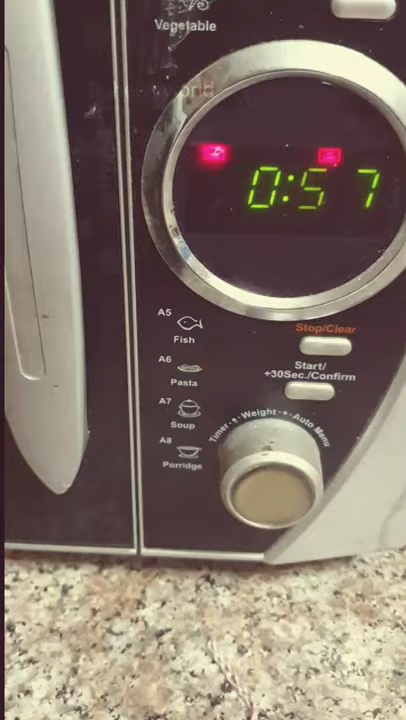 Vegetable
0:57
A5
Fish
Stop/Clear
A6
Pasta
Start/
+30Sec./Confirm
A7
Soup
Timer · Weight · Auto Menu
A8
Porridge